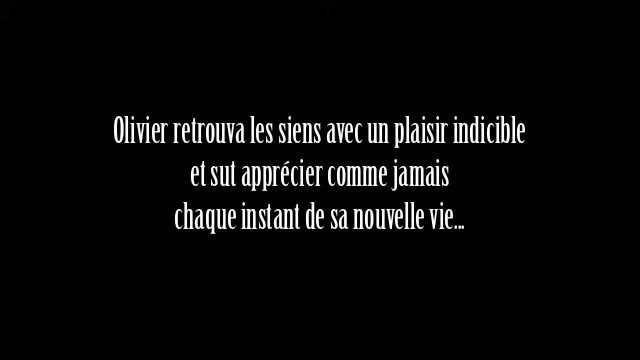 Olivier retrouva les siens avec un plaisir indicible
et sut apprécier comme jamais
chaque instant de sa nouvelle vie...